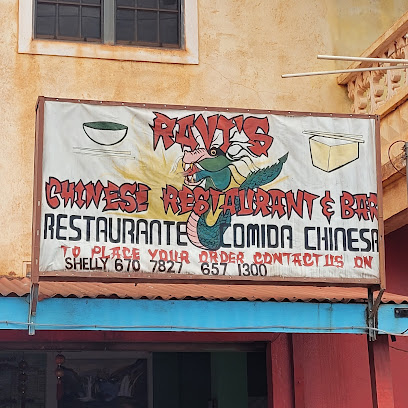 RAVI'S
CHINESE RESTAURANT & BAR
RESTAURANTE COMIDA CHINESA
TO PLACE YOUR ORDER CONTACT US ON
SHELLY 670 7827 657 1300